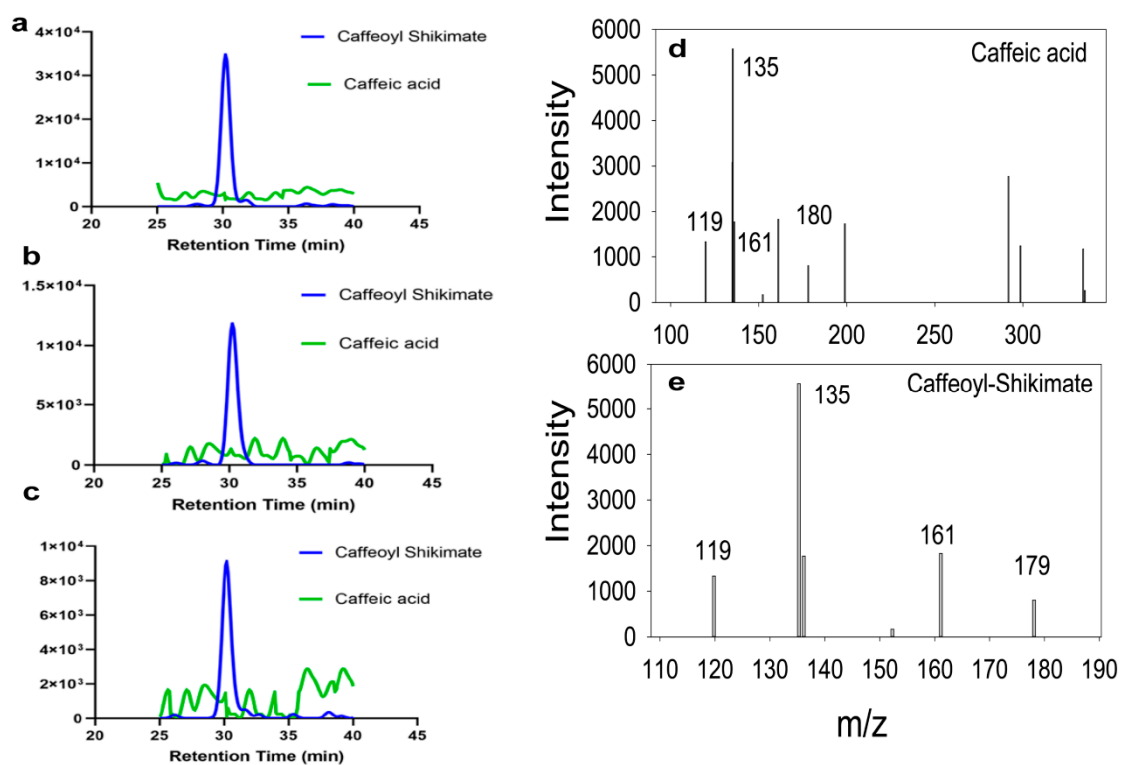 a
4×10⁴
3×10⁴
2×10⁴
1×10⁴
0
20 25 30 35 40 45
Retention Time (min)
Caffeoyl Shikimate
Caffeic acid
b
1.5×10⁴
1×10⁴
5×10³
0
20 25 30 35 40 45
Retention Time (min)
Caffeoyl Shikimate
Caffeic acid
c
1×10⁴
8×10³
6×10³
4×10³
2×10³
0
20 25 30 35 40 45
Retention Time (min)
Caffeoyl Shikimate
Caffeic acid
d
Caffeic acid
Intensity
6000
5000
4000
3000
2000
1000
0
135
119
161
180
100 150 200 250 300
e
Caffeoyl-Shikimate
Intensity
6000
5000
4000
3000
2000
1000
0
135
119
161
179
110 120 130 140 150 160 170 180 190
m/z